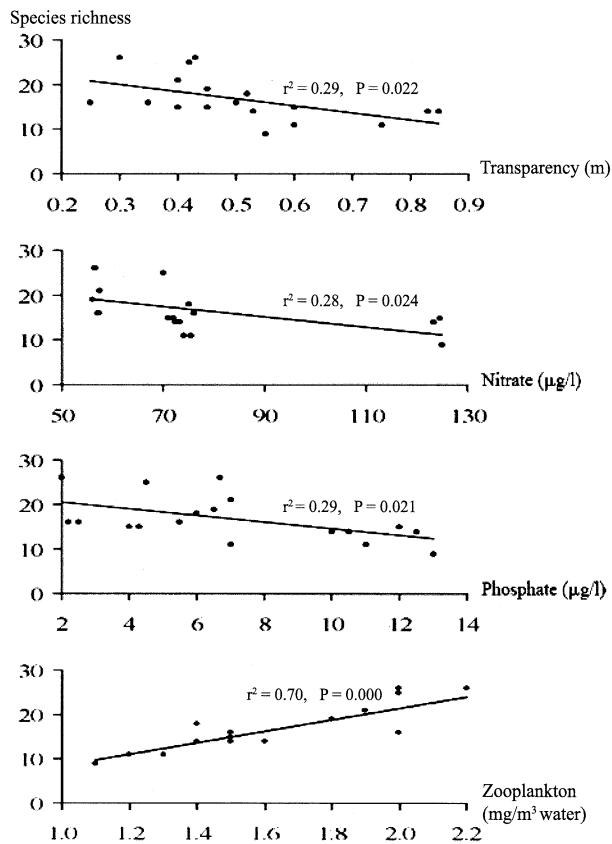 Species richness
30
20
10
0
r² = 0.29, P = 0.022
Transparency (m)
0.2 0.3 0.4 0.5 0.6 0.7 0.8 0.9
30
20
10
0
r² = 0.28, P = 0.024
Nitrate (µg/l)
50 70 90 110 130
30
20
10
0
r² = 0.29, P = 0.021
Phosphate (µg/l)
2 4 6 8 10 12 14
30
20
10
0
r² = 0.70, P = 0.000
Zooplankton
(mg/m³ water)
1.0 1.2 1.4 1.6 1.8 2.0 2.2